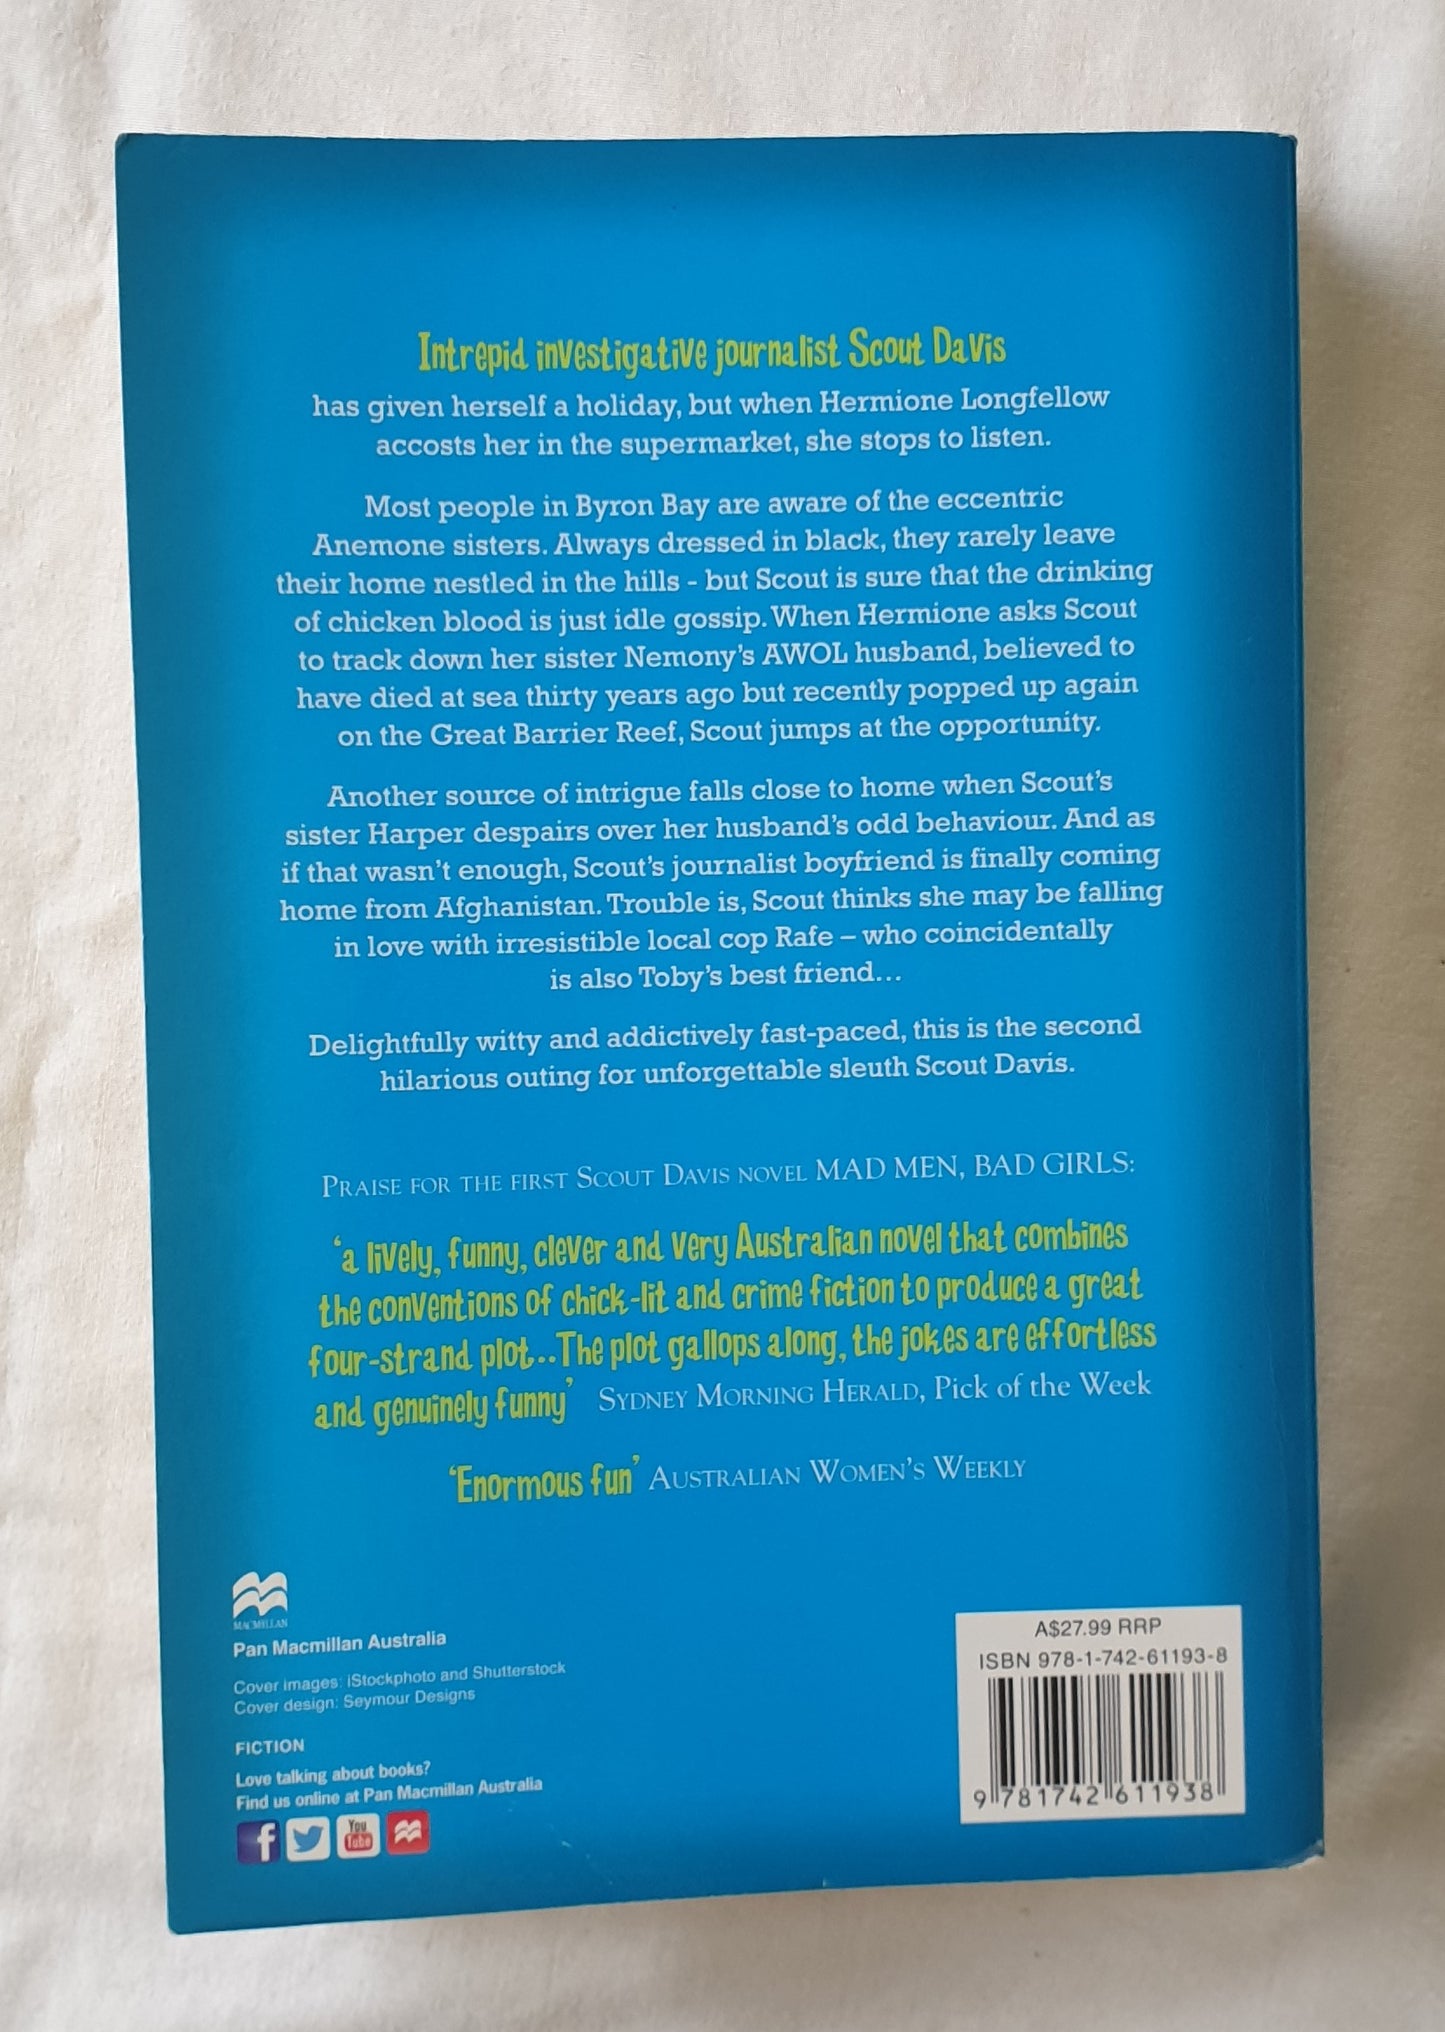 Intrepid investigative journalist Scout Davis
has given herself a holiday, but when Hermione Longfellow
accosts her in the supermarket, she stops to listen.
Most people in Byron Bay are aware of the eccentric
Anemone sisters. Always dressed in black, they rarely leave
their home nestled in the hills - but Scout is sure that the drinking
of chicken blood is just idle gossip. When Hermione asks Scout
to track down her sister Nemony's AWOL husband, believed to
have died at sea thirty years ago but recently popped up again
on the Great Barrier Reef, Scout jumps at the opportunity.
Another source of intrigue falls close to home when Scout's
sister Harper despairs over her husband's odd behaviour. And as
if that wasn't enough, Scout's journalist boyfriend is finally coming
home from Afghanistan. Trouble is, Scout thinks she may be falling
in love with irresistible local cop Rafe – who coincidentally
is also Toby's best friend...
Delightfully witty and addictively fast-paced, this is the second
hilarious outing for unforgettable sleuth Scout Davis.
PRAISE FOR THE FIRST SCOUT DAVIS NOVEL MAD MEN, BAD GIRLS:
'a lively, funny, clever and very Australian novel that combines
the conventions of chick-lit and crime fiction to produce a great
four-strand plot...The plot gallops along, the jokes are effortless
and genuinely funny' SYDNEY MORNING HERALD, Pick of the Week
'Enormous fun' AUSTRALIAN WOMEN'S WEEKLY
MACMILLAN
Pan Macmillan Australia
Cover images: iStockphoto and Shutterstock
Cover design: Seymour Designs
FICTION
Love talking about books?
Find us online at Pan Macmillan Australia
f
You
Tube
A$27.99 RRP
ISBN 978-1-742-61193-8
9 781742 611938